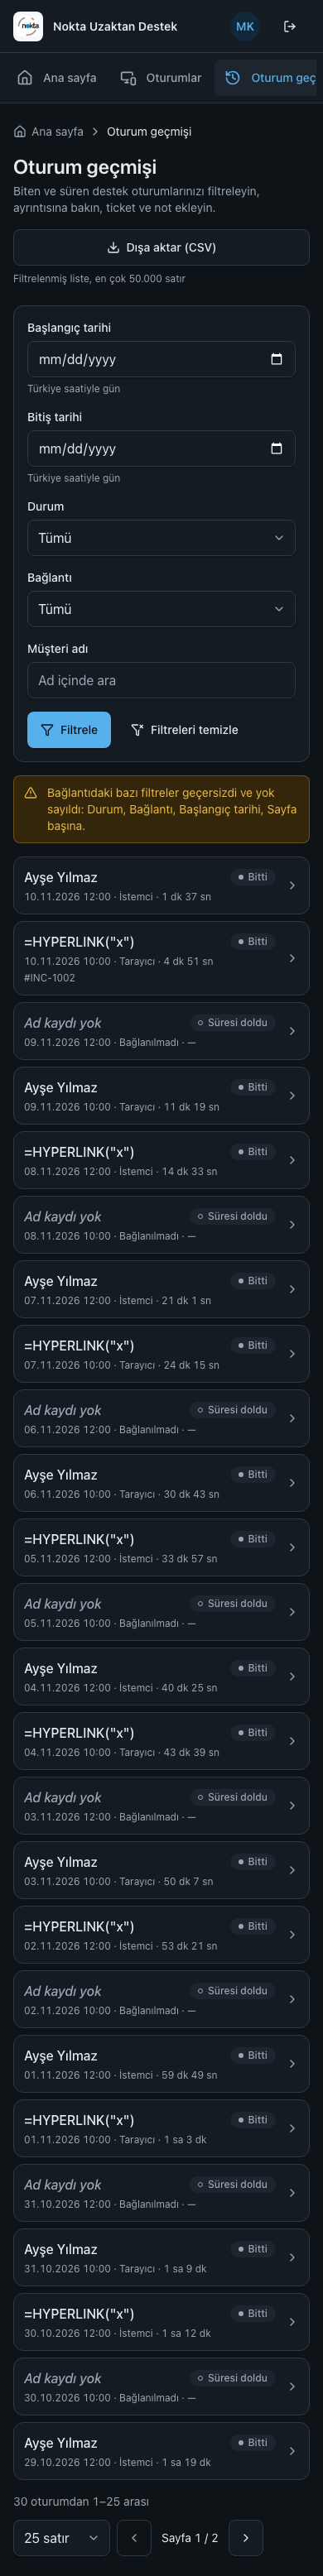 nokta
Nokta Uzaktan Destek
MK
Ana sayfa
Oturumlar
Oturum geç
Ana sayfa
Oturum geçmişi
Oturum geçmişi
Biten ve süren destek oturumlarınızı filtreleyin,
ayrıntısına bakın, ticket ve not ekleyin.
Dışa aktar (CSV)
Filtrelenmiş liste, en çok 50.000 satır
Başlangıç tarihi
mm/dd/yyyy
Türkiye saatiyle gün
Bitiş tarihi
mm/dd/yyyy
Türkiye saatiyle gün
Durum
Tümü
Bağlantı
Tümü
Müşteri adı
Ad içinde ara
Filtrele
Filtreleri temizle
Bağlantıdaki bazı filtreler geçersizdi ve yok
sayıldı: Durum, Bağlantı, Başlangıç tarihi, Sayfa
başına.
Ayşe Yılmaz
Bitti
10.11.2026 12:00 · İstemci · 1 dk 37 sn
=HYPERLINK("x")
Bitti
10.11.2026 10:00 · Tarayıcı · 4 dk 51 sn
#INC-1002
Ad kaydı yok
Süresi doldu
09.11.2026 12:00 · Bağlanılmadı · —
Ayşe Yılmaz
Bitti
09.11.2026 10:00 · Tarayıcı · 11 dk 19 sn
=HYPERLINK("x")
Bitti
08.11.2026 12:00 · İstemci · 14 dk 33 sn
Ad kaydı yok
Süresi doldu
08.11.2026 10:00 · Bağlanılmadı · —
Ayşe Yılmaz
Bitti
07.11.2026 12:00 · İstemci · 21 dk 1 sn
=HYPERLINK("x")
Bitti
07.11.2026 10:00 · Tarayıcı · 24 dk 15 sn
Ad kaydı yok
Süresi doldu
06.11.2026 12:00 · Bağlanılmadı · —
Ayşe Yılmaz
Bitti
06.11.2026 10:00 · Tarayıcı · 30 dk 43 sn
=HYPERLINK("x")
Bitti
05.11.2026 12:00 · İstemci · 33 dk 57 sn
Ad kaydı yok
Süresi doldu
05.11.2026 10:00 · Bağlanılmadı · —
Ayşe Yılmaz
Bitti
04.11.2026 12:00 · İstemci · 40 dk 25 sn
=HYPERLINK("x")
Bitti
04.11.2026 10:00 · Tarayıcı · 43 dk 39 sn
Ad kaydı yok
Süresi doldu
03.11.2026 12:00 · Bağlanılmadı · —
Ayşe Yılmaz
Bitti
03.11.2026 10:00 · Tarayıcı · 50 dk 7 sn
=HYPERLINK("x")
Bitti
02.11.2026 12:00 · İstemci · 53 dk 21 sn
Ad kaydı yok
Süresi doldu
02.11.2026 10:00 · Bağlanılmadı · —
Ayşe Yılmaz
Bitti
01.11.2026 12:00 · İstemci · 59 dk 49 sn
=HYPERLINK("x")
Bitti
01.11.2026 10:00 · Tarayıcı · 1 sa 3 dk
Ad kaydı yok
Süresi doldu
31.10.2026 12:00 · Bağlanılmadı · —
Ayşe Yılmaz
Bitti
31.10.2026 10:00 · Tarayıcı · 1 sa 9 dk
=HYPERLINK("x")
Bitti
30.10.2026 12:00 · İstemci · 1 sa 12 dk
Ad kaydı yok
Süresi doldu
30.10.2026 10:00 · Bağlanılmadı · —
Ayşe Yılmaz
Bitti
29.10.2026 12:00 · İstemci · 1 sa 19 dk
30 oturumdan 1–25 arası
25 satır
Sayfa 1 / 2